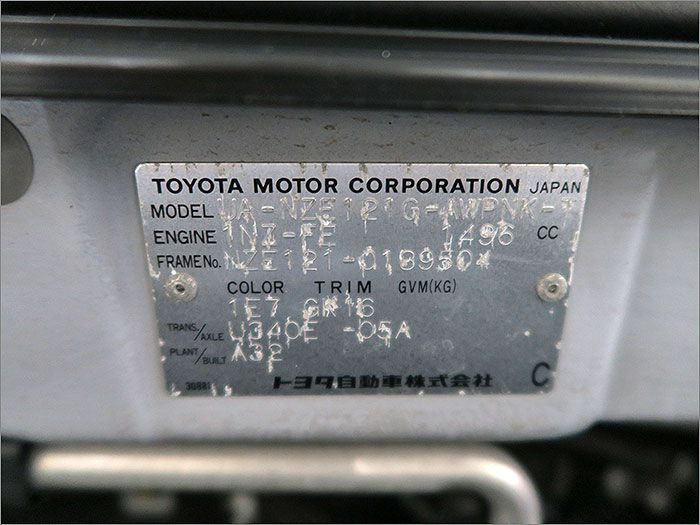 TOYOTA MOTOR CORPORATION JAPAN
MODEL UA-NZE121G-AWPNK-T
ENGINE 1NZ-FE 1496 CC
FRAME No. NZE121-0189504
COLOR TRIM GVM(KG)
1E7 GK16
TRANS./AXLE U340E -05A
PLANT/BUILT A32
30881 トヨタ自動車株式会社 C